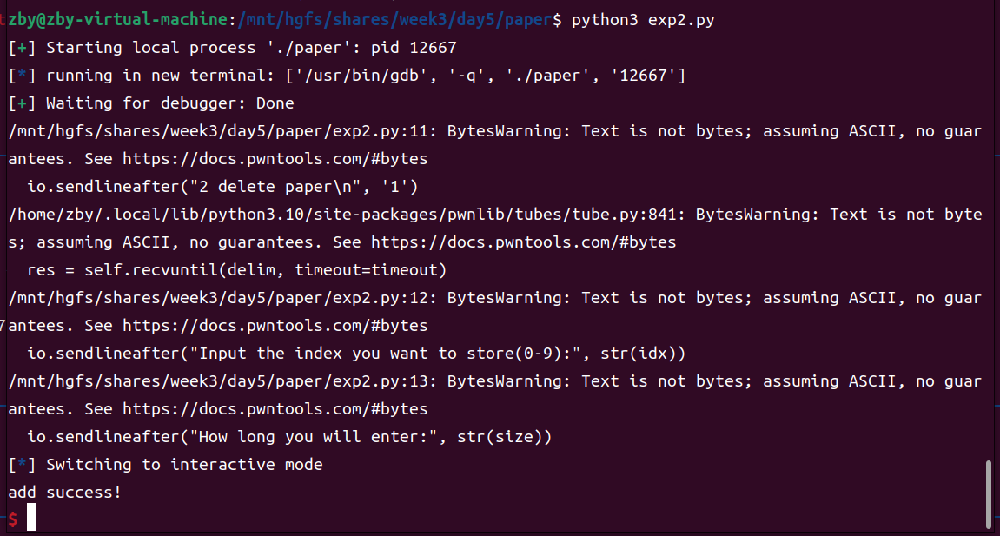 zby@zby-virtual-machine:/mnt/hgfs/shares/week3/day5/paper$ python3 exp2.py
[+] Starting local process './paper': pid 12667
[*] running in new terminal: ['/usr/bin/gdb', '-q', './paper', '12667']
[+] Waiting for debugger: Done
/mnt/hgfs/shares/week3/day5/paper/exp2.py:11: BytesWarning: Text is not bytes; assuming ASCII, no guar
antees. See https://docs.pwntools.com/#bytes
  io.sendlineafter("2 delete paper\n", '1')
/home/zby/.local/lib/python3.10/site-packages/pwnlib/tubes/tube.py:841: BytesWarning: Text is not byte
s; assuming ASCII, no guarantees. See https://docs.pwntools.com/#bytes
  res = self.recvuntil(delim, timeout=timeout)
/mnt/hgfs/shares/week3/day5/paper/exp2.py:12: BytesWarning: Text is not bytes; assuming ASCII, no guar
antees. See https://docs.pwntools.com/#bytes
  io.sendlineafter("Input the index you want to store(0-9):", str(idx))
/mnt/hgfs/shares/week3/day5/paper/exp2.py:13: BytesWarning: Text is not bytes; assuming ASCII, no guar
antees. See https://docs.pwntools.com/#bytes
  io.sendlineafter("How long you will enter:", str(size))
[*] Switching to interactive mode
add success!
$